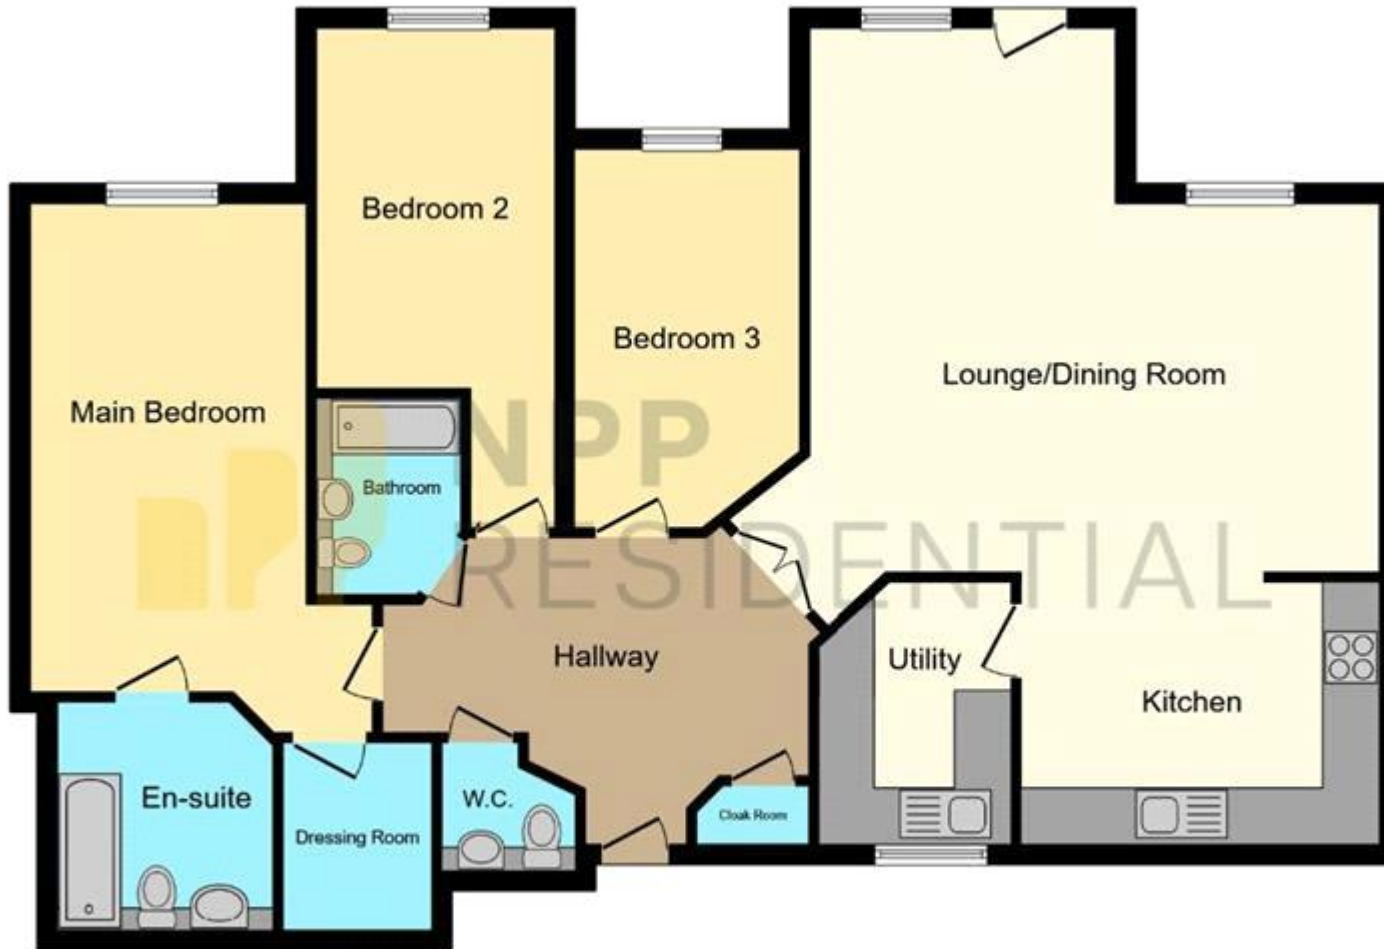 Bedroom 2
Bedroom 3
Lounge/Dining Room
Main Bedroom
NPP
RESIDENTIAL
Bathroom
Hallway
Utility
Kitchen
En-suite
W.C.
Cloak Room
Dressing Room